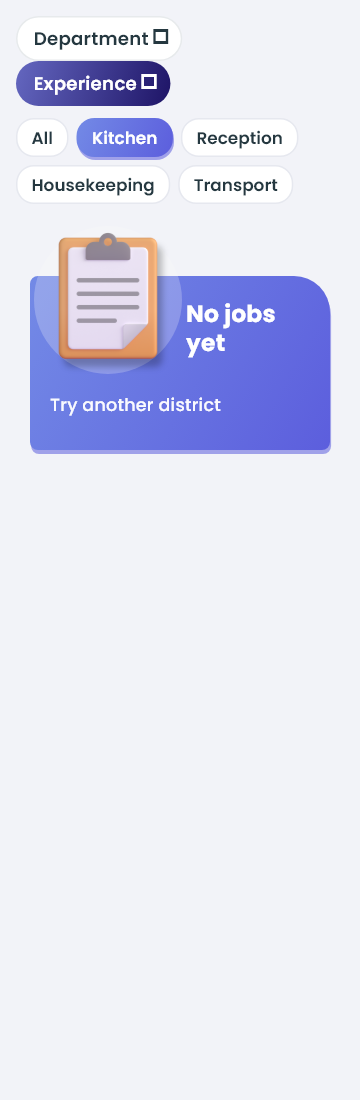 Department
Experience
All
Kitchen
Reception
Housekeeping
Transport
No jobs
yet
Try another district